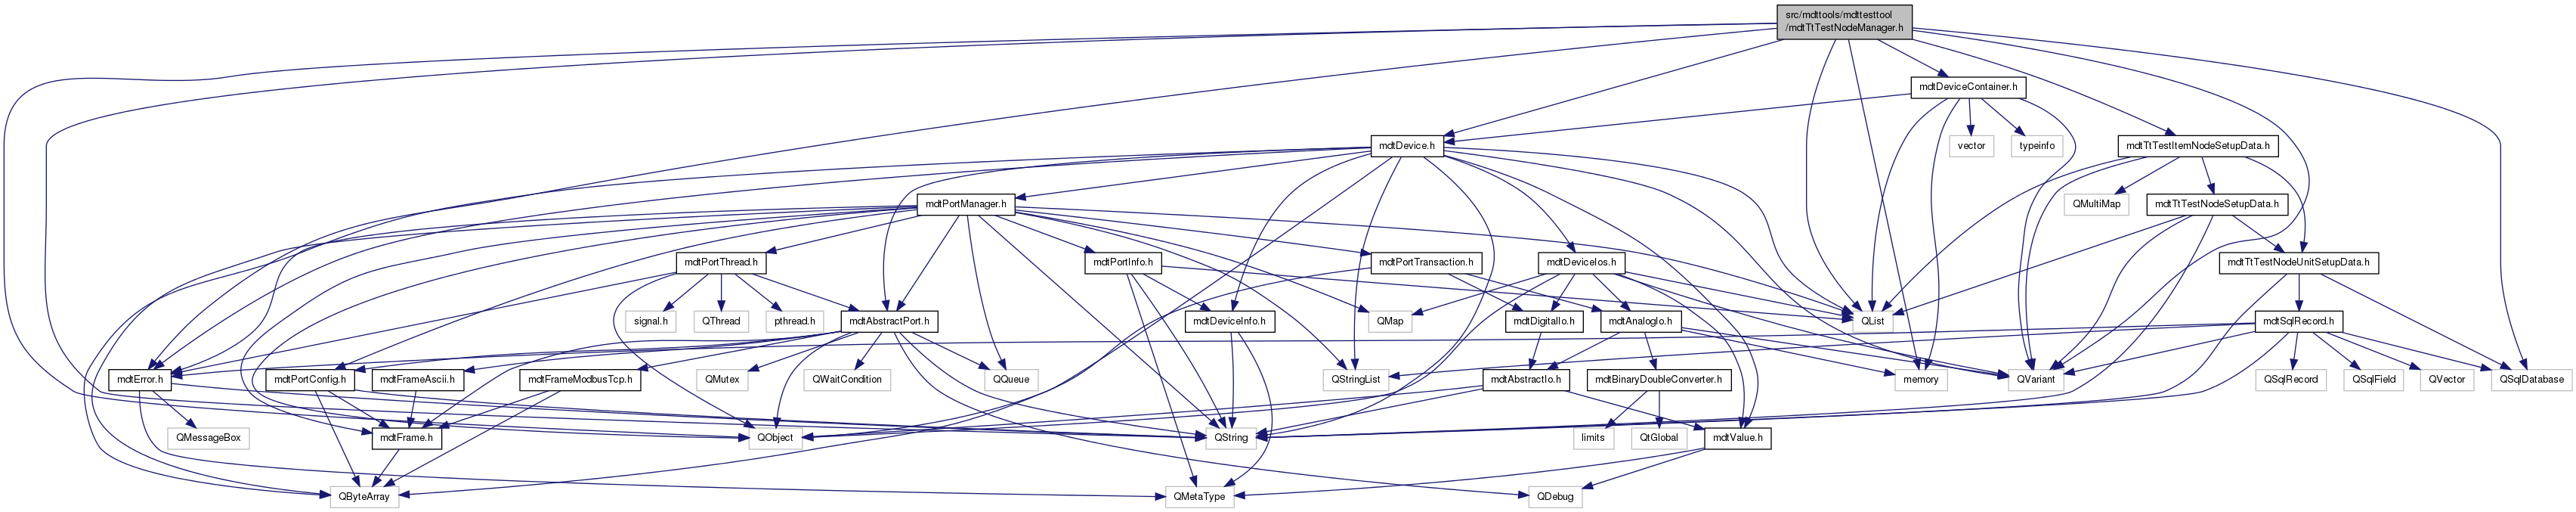 src/mdttools/mdttesttool
/mdtTtTestNodeManager.h
mdtDeviceContainer.h
mdtDevice.h
vector
typeinfo
mdtTtTestItemNodeSetupData.h
mdtPortManager.h
QMultiMap
mdtTtTestNodeSetupData.h
mdtPortThread.h
mdtPortInfo.h
mdtPortTransaction.h
mdtDeviceIos.h
mdtTtTestNodeUnitSetupData.h
signal.h
QThread
pthread.h
mdtAbstractPort.h
mdtDeviceInfo.h
QMap
mdtDigitalIo.h
mdtAnalogIo.h
QList
mdtSqlRecord.h
mdtError.h
mdtPortConfig.h
mdtFrameAscii.h
mdtFrameModbusTcp.h
QMutex
QWaitCondition
QQueue
QStringList
mdtAbstractIo.h
mdtBinaryDoubleConverter.h
memory
QVariant
QSqlRecord
QSqlField
QVector
QSqlDatabase
QMessageBox
mdtFrame.h
QObject
QString
limits
QtGlobal
mdtValue.h
QByteArray
QMetaType
QDebug